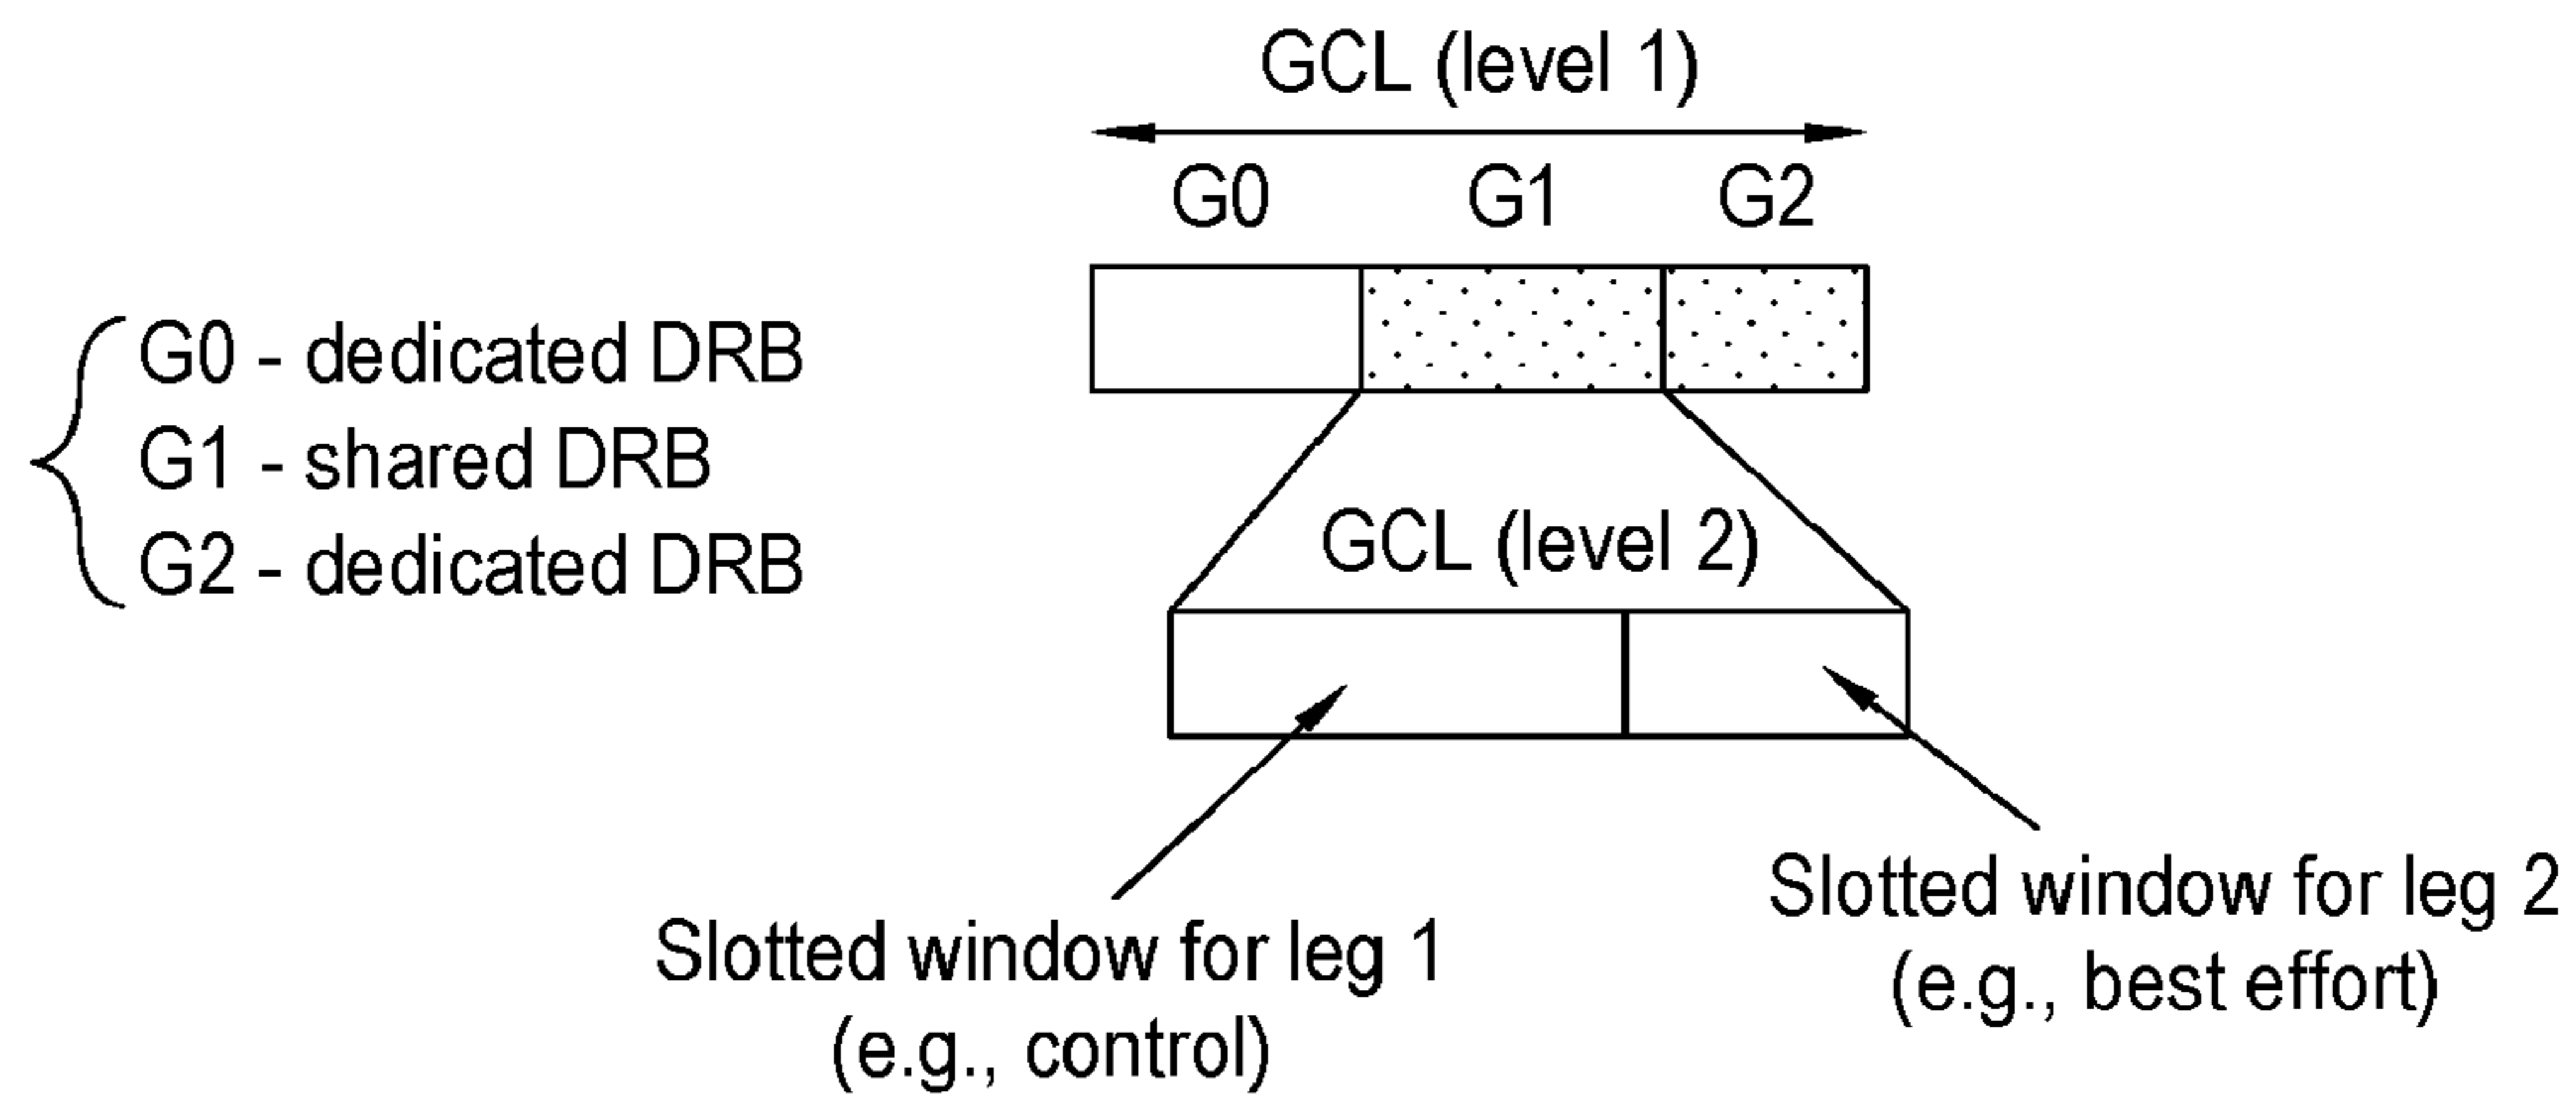 GCL (level 1)
G0 G1 G2
G0 - dedicated DRB
G1 - shared DRB
G2 - dedicated DRB
GCL (level 2)
Slotted window for leg 1
(e.g., control)
Slotted window for leg 2
(e.g., best effort)